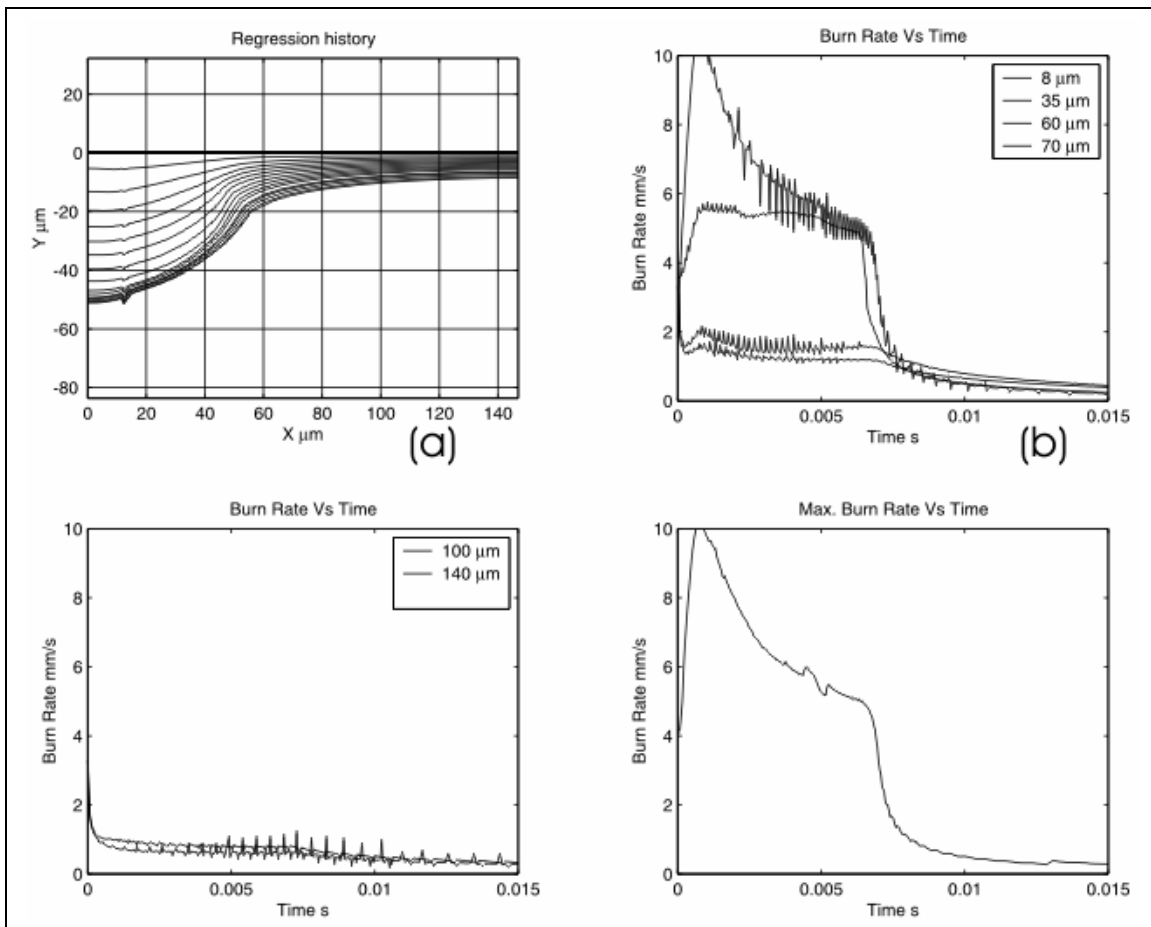 Regression history
20
0
-20
-40
-60
-80
Y μm
0 20 40 60 80 100 120 140
X μm
(a)
Burn Rate Vs Time
10
8
6
4
2
0
Burn Rate mm/s
8 μm
35 μm
60 μm
70 μm
0 0.005 0.01 0.015
Time s
(b)
Burn Rate Vs Time
10
8
6
4
2
0
Burn Rate mm/s
100 μm
140 μm
0 0.005 0.01 0.015
Time s
Max. Burn Rate Vs Time
10
8
6
4
2
0
Burn Rate mm/s
0 0.005 0.01 0.015
Time s